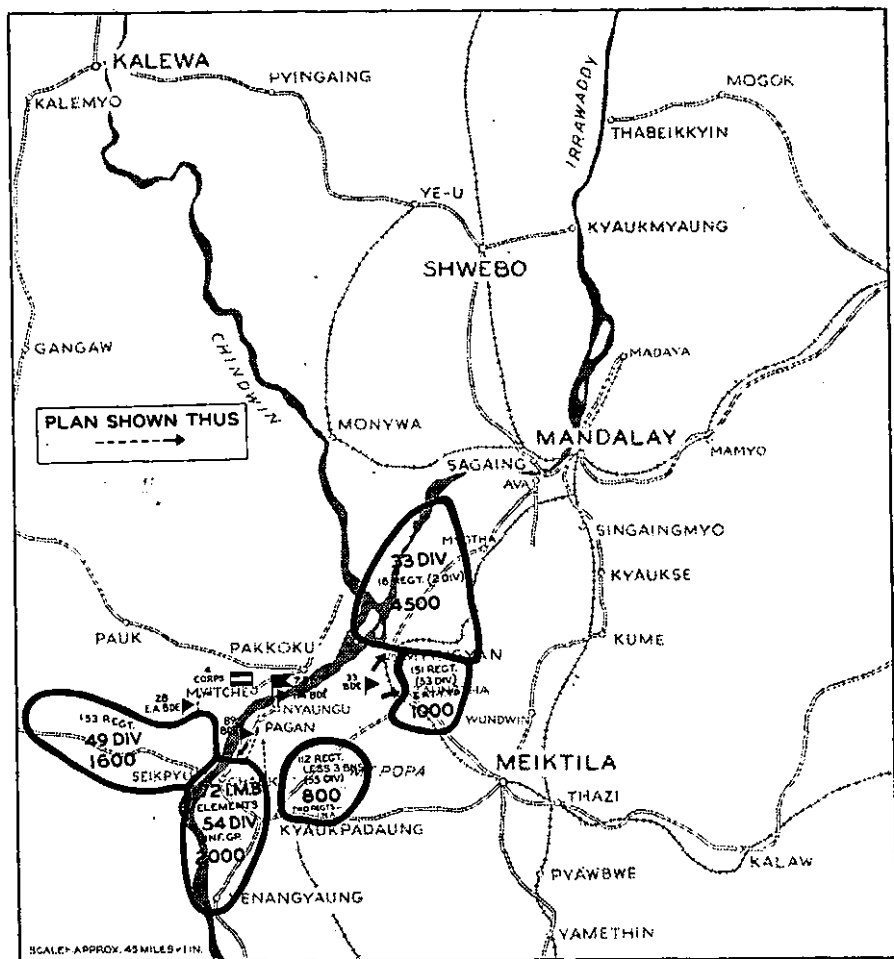 KALEWA
PYINGAING
MOGOK
KALEMYO
THABEIKKYIN
IRRAWADDY
YE-U
KYAUKMYAUNG
SHWEBO
CHINDWIN
GANGAW
MADAYA
PLAN SHOWN THUS
MONYWA
MANDALAY
SAGAING
MAMYO
AVA
SINGAINGMYO
33 DIV
16 REGT. (2 DIV)
4500
KYAUKSE
PAUK
PAKKOKU
KUME
4
CORPS
33
BDE
151 REGT.
(53 DIV)
1000
28
E.A BDE
NYAUNGU
WUNDWIN
153 REGT.
49 DIV
1600
PAGAN
112 REGT.
LESS 3 BNS
(55 DIV)
800
POPA
MEIKTILA
SEIKPYU
72 I.M.B
ELEMENTS
54 DIV
INF. GP.
2000
THAZI
KYAUKPADAUNG
KALAW
PYAWBWE
YENANGYAUNG
YAMETHIN
SCALE:- APPROX. 45 MILES = 1 IN.